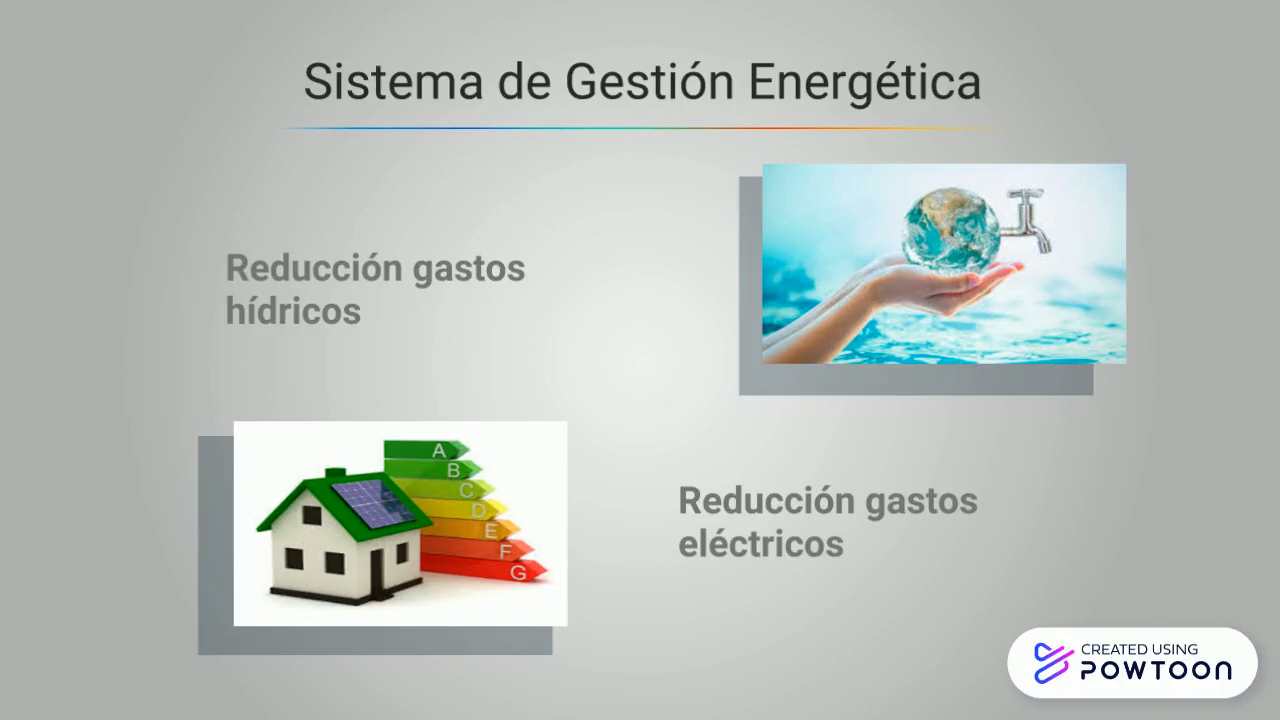 Sistema de Gestión Energética
Reducción gastos
hídricos
A
B
C
D
E
F
G
Reducción gastos
eléctricos
CREATED USING
POWTOON